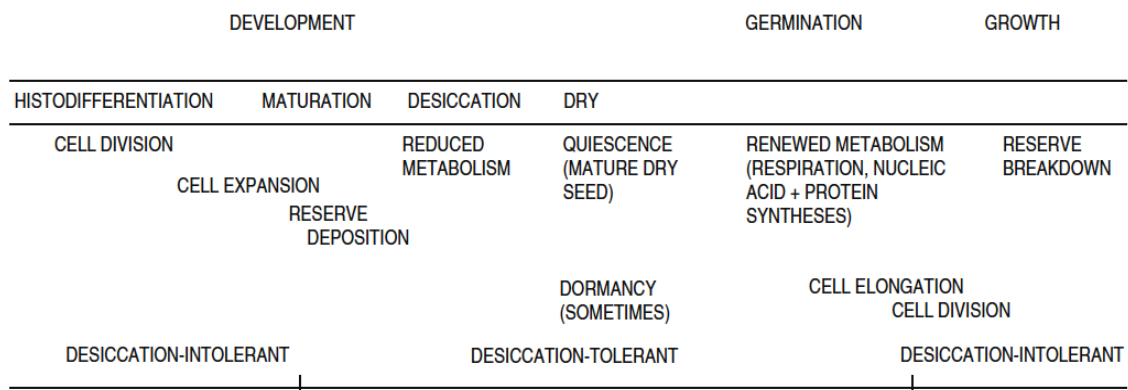 DEVELOPMENT GERMINATION GROWTH
HISTODIFFERENTIATION MATURATION DESICCATION DRY
CELL DIVISION
CELL EXPANSION
RESERVE
DEPOSITION
REDUCED
METABOLISM
QUIESCENCE
(MATURE DRY
SEED)
DORMANCY
(SOMETIMES)
RENEWED METABOLISM
(RESPIRATION, NUCLEIC
ACID + PROTEIN
SYNTHESES)
CELL ELONGATION
CELL DIVISION
RESERVE
BREAKDOWN
DESICCATION-INTOLERANT DESICCATION-TOLERANT DESICCATION-INTOLERANT